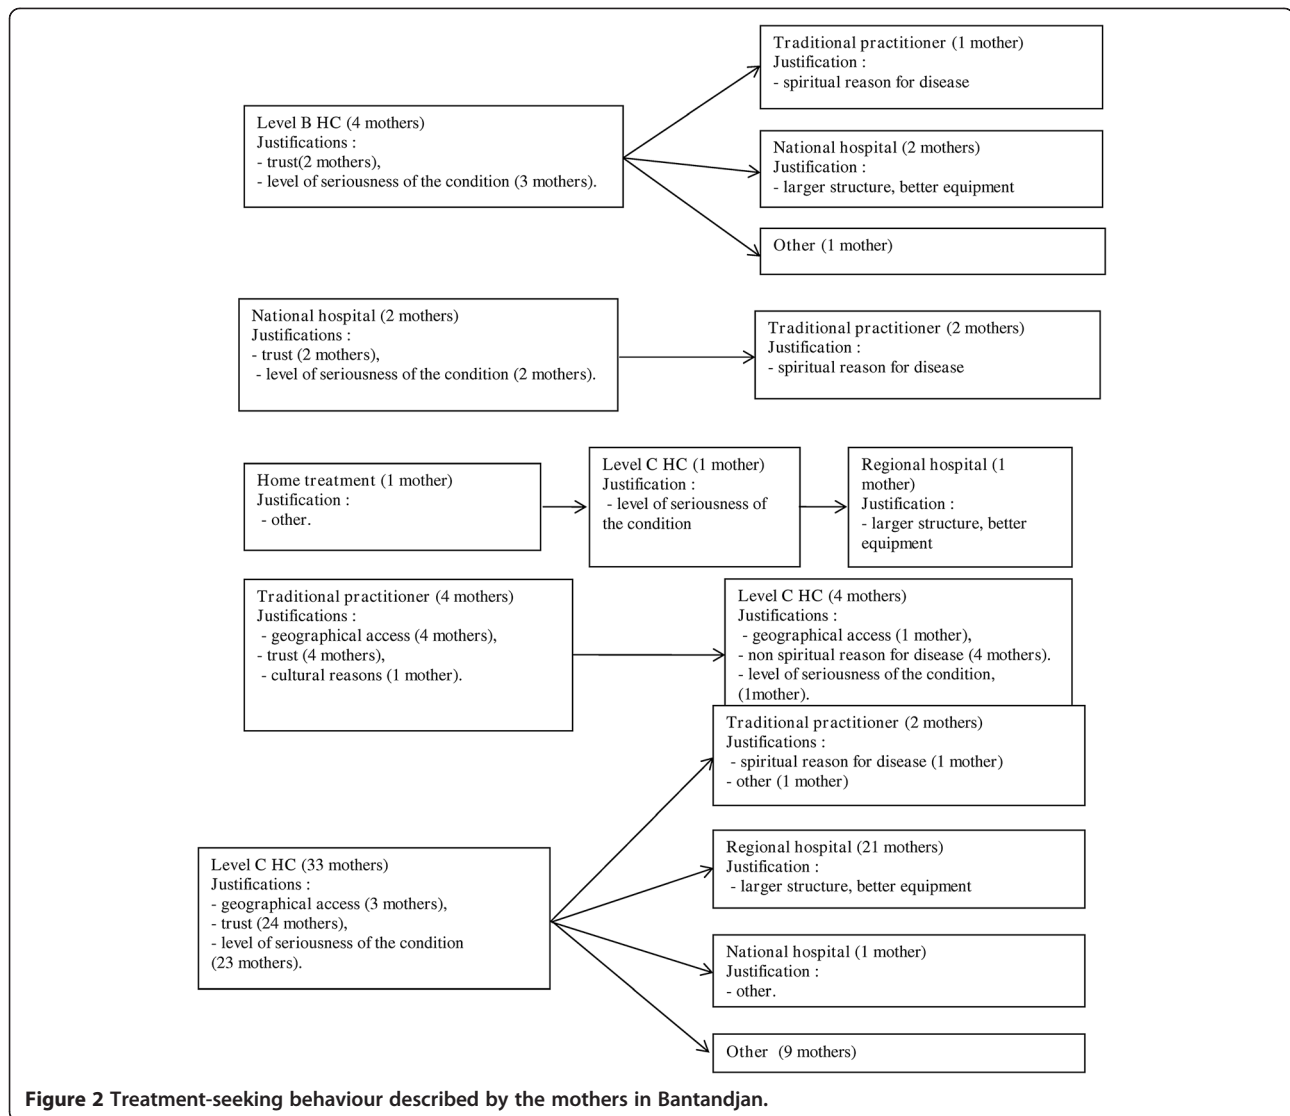 Level B HC (4 mothers)
Justifications :
- trust(2 mothers),
- level of seriousness of the condition (3 mothers).
Traditional practitioner (1 mother)
Justification :
- spiritual reason for disease
National hospital (2 mothers)
Justification :
- larger structure, better equipment
Other (1 mother)
National hospital (2 mothers)
Justifications :
- trust (2 mothers),
- level of seriousness of the condition (2 mothers).
Traditional practitioner (2 mothers)
Justification :
- spiritual reason for disease
Home treatment (1 mother)
Justification :
- other.
Level C HC (1 mother)
Justification :
- level of seriousness of
the condition
Regional hospital (1
mother)
Justification :
- larger structure, better
equipment
Traditional practitioner (4 mothers)
Justifications :
- geographical access (4 mothers),
- trust (4 mothers),
- cultural reasons (1 mother).
Level C HC (4 mothers)
Justifications :
- geographical access (1 mother),
- non spiritual reason for disease (4 mothers).
- level of seriousness of the condition,
(1mother).
Level C HC (33 mothers)
Justifications :
- geographical access (3 mothers),
- trust (24 mothers),
- level of seriousness of the condition
(23 mothers).
Traditional practitioner (2 mothers)
Justifications :
- spiritual reason for disease (1 mother)
- other (1 mother)
Regional hospital (21 mothers)
Justification :
- larger structure, better equipment
National hospital (1 mother)
Justification :
- other.
Other (9 mothers)
Figure 2 Treatment-seeking behaviour described by the mothers in Bantandjan.